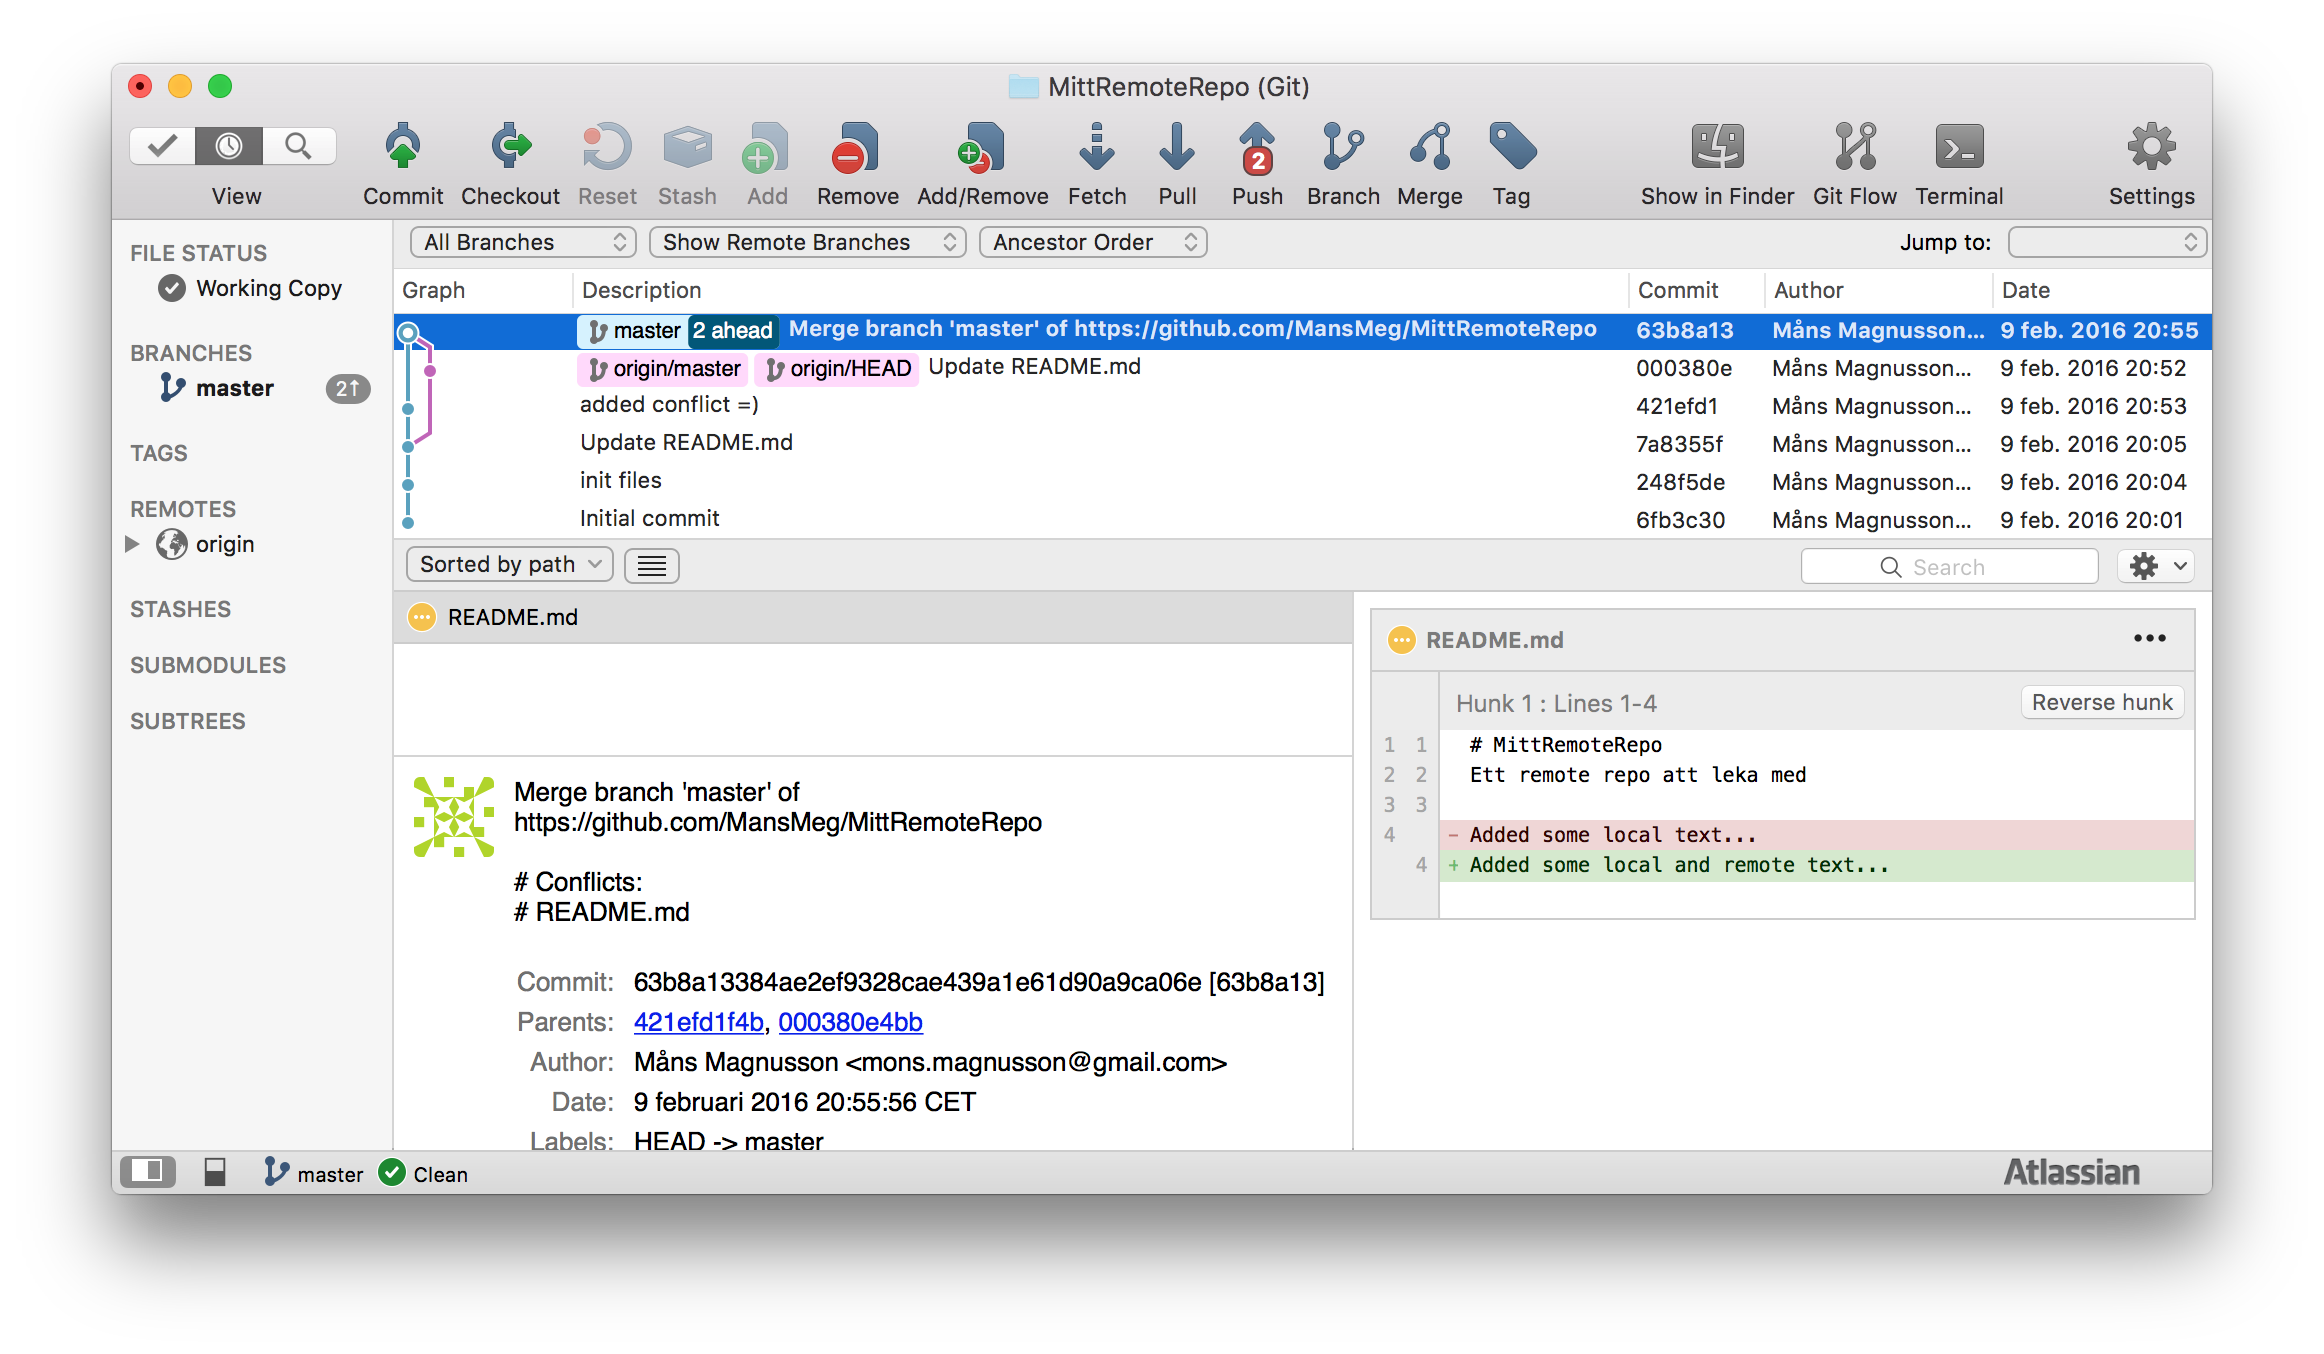 MittRemoteRepo (Git)
View
Commit
Checkout
Reset
Stash
Add
Remove
Add/Remove
Fetch
Pull
2
Push
Branch
Merge
Tag
Show in Finder
Git Flow
Terminal
Settings
FILE STATUS
Working Copy
BRANCHES
master 2↑
TAGS
REMOTES
origin
STASHES
SUBMODULES
SUBTREES
All Branches Show Remote Branches Ancestor Order Jump to:
Graph Description Commit Author Date
master 2 ahead Merge branch 'master' of https://github.com/MansMeg/MittRemoteRepo 63b8a13 Måns Magnusson... 9 feb. 2016 20:55
origin/master origin/HEAD Update README.md 000380e Måns Magnusson... 9 feb. 2016 20:52
added conflict =) 421efd1 Måns Magnusson... 9 feb. 2016 20:53
Update README.md 7a8355f Måns Magnusson... 9 feb. 2016 20:05
init files 248f5de Måns Magnusson... 9 feb. 2016 20:04
Initial commit 6fb3c30 Måns Magnusson... 9 feb. 2016 20:01
Sorted by path Search
README.md
Merge branch 'master' of
https://github.com/MansMeg/MittRemoteRepo
# Conflicts:
# README.md
Commit: 63b8a13384ae2ef9328cae439a1e61d90a9ca06e [63b8a13]
Parents: 421efd1f4b, 000380e4bb
Author: Måns Magnusson <mons.magnusson@gmail.com>
Date: 9 februari 2016 20:55:56 CET
Labels: HEAD -> master
README.md •••
Hunk 1 : Lines 1-4 Reverse hunk
1 1 # MittRemoteRepo
2 2 Ett remote repo att leka med
3 3
4 - Added some local text...
4 + Added some local and remote text...
master Clean
Atlassian